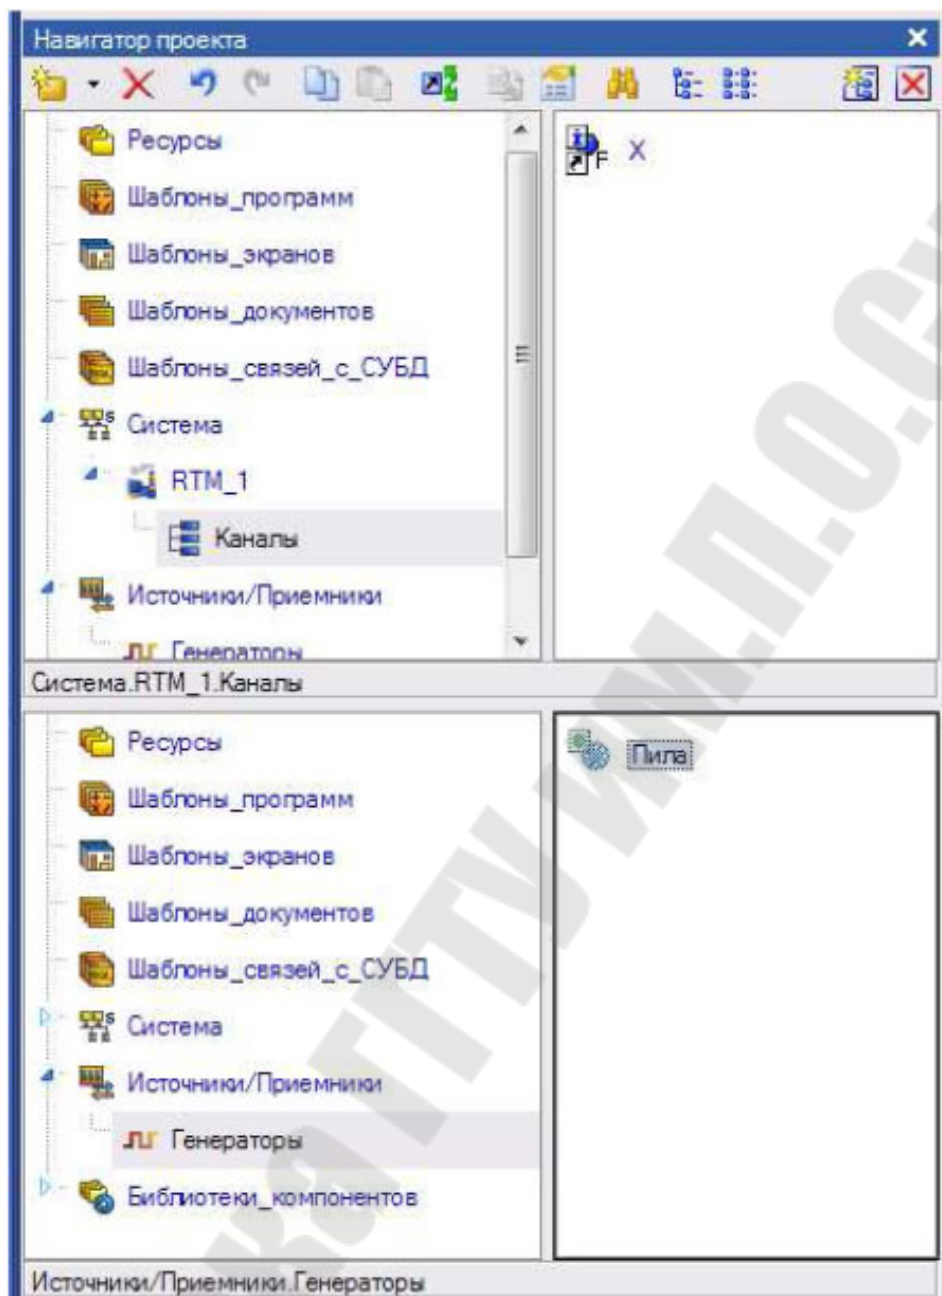 Навигатор проекта
Ресурсы
Шаблоны_программ
Шаблоны_экранов
Шаблоны_документов
Шаблоны_связей_с_СУБД
Система
RTM_1
Каналы
Источники/Приемники
Генераторы
F X
Система.RTM_1.Каналы
Ресурсы
Шаблоны_программ
Шаблоны_экранов
Шаблоны_документов
Шаблоны_связей_с_СУБД
Система
Источники/Приемники
Генераторы
Библиотеки_компонентов
Пила
Источники/Приемники.Генераторы